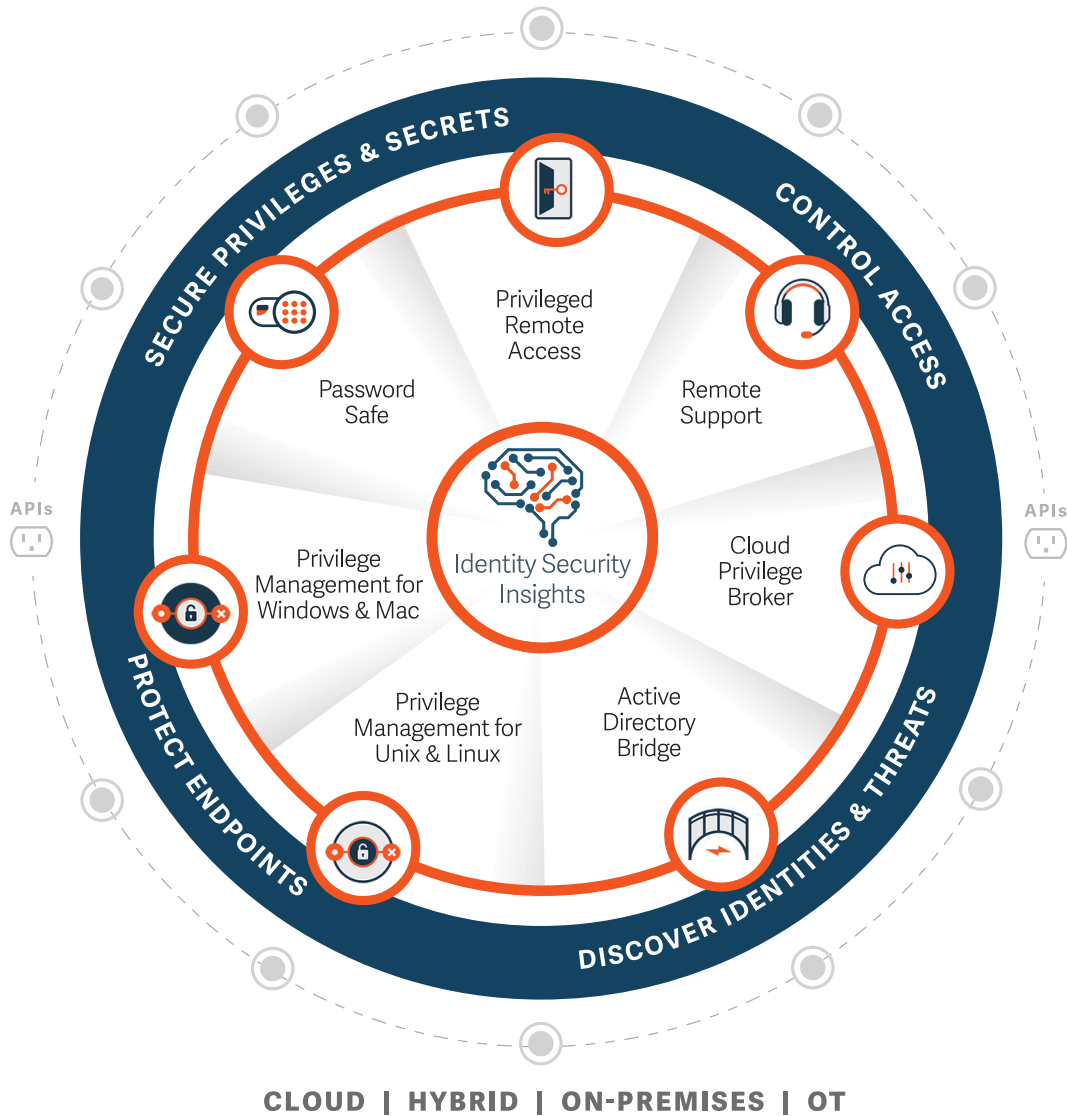 SECURE PRIVILEGES & SECRETS
CONTROL ACCESS
Privileged
Remote
Access
Password
Safe
Remote
Support
APIs
APIs
Identity Security
Insights
Cloud
Privilege
Broker
Privilege
Management for
Windows & Mac
Privilege
Management for
Unix & Linux
Active
Directory
Bridge
PROTECT ENDPOINTS
DISCOVER IDENTITIES & THREATS
CLOUD | HYBRID | ON-PREMISES | OT